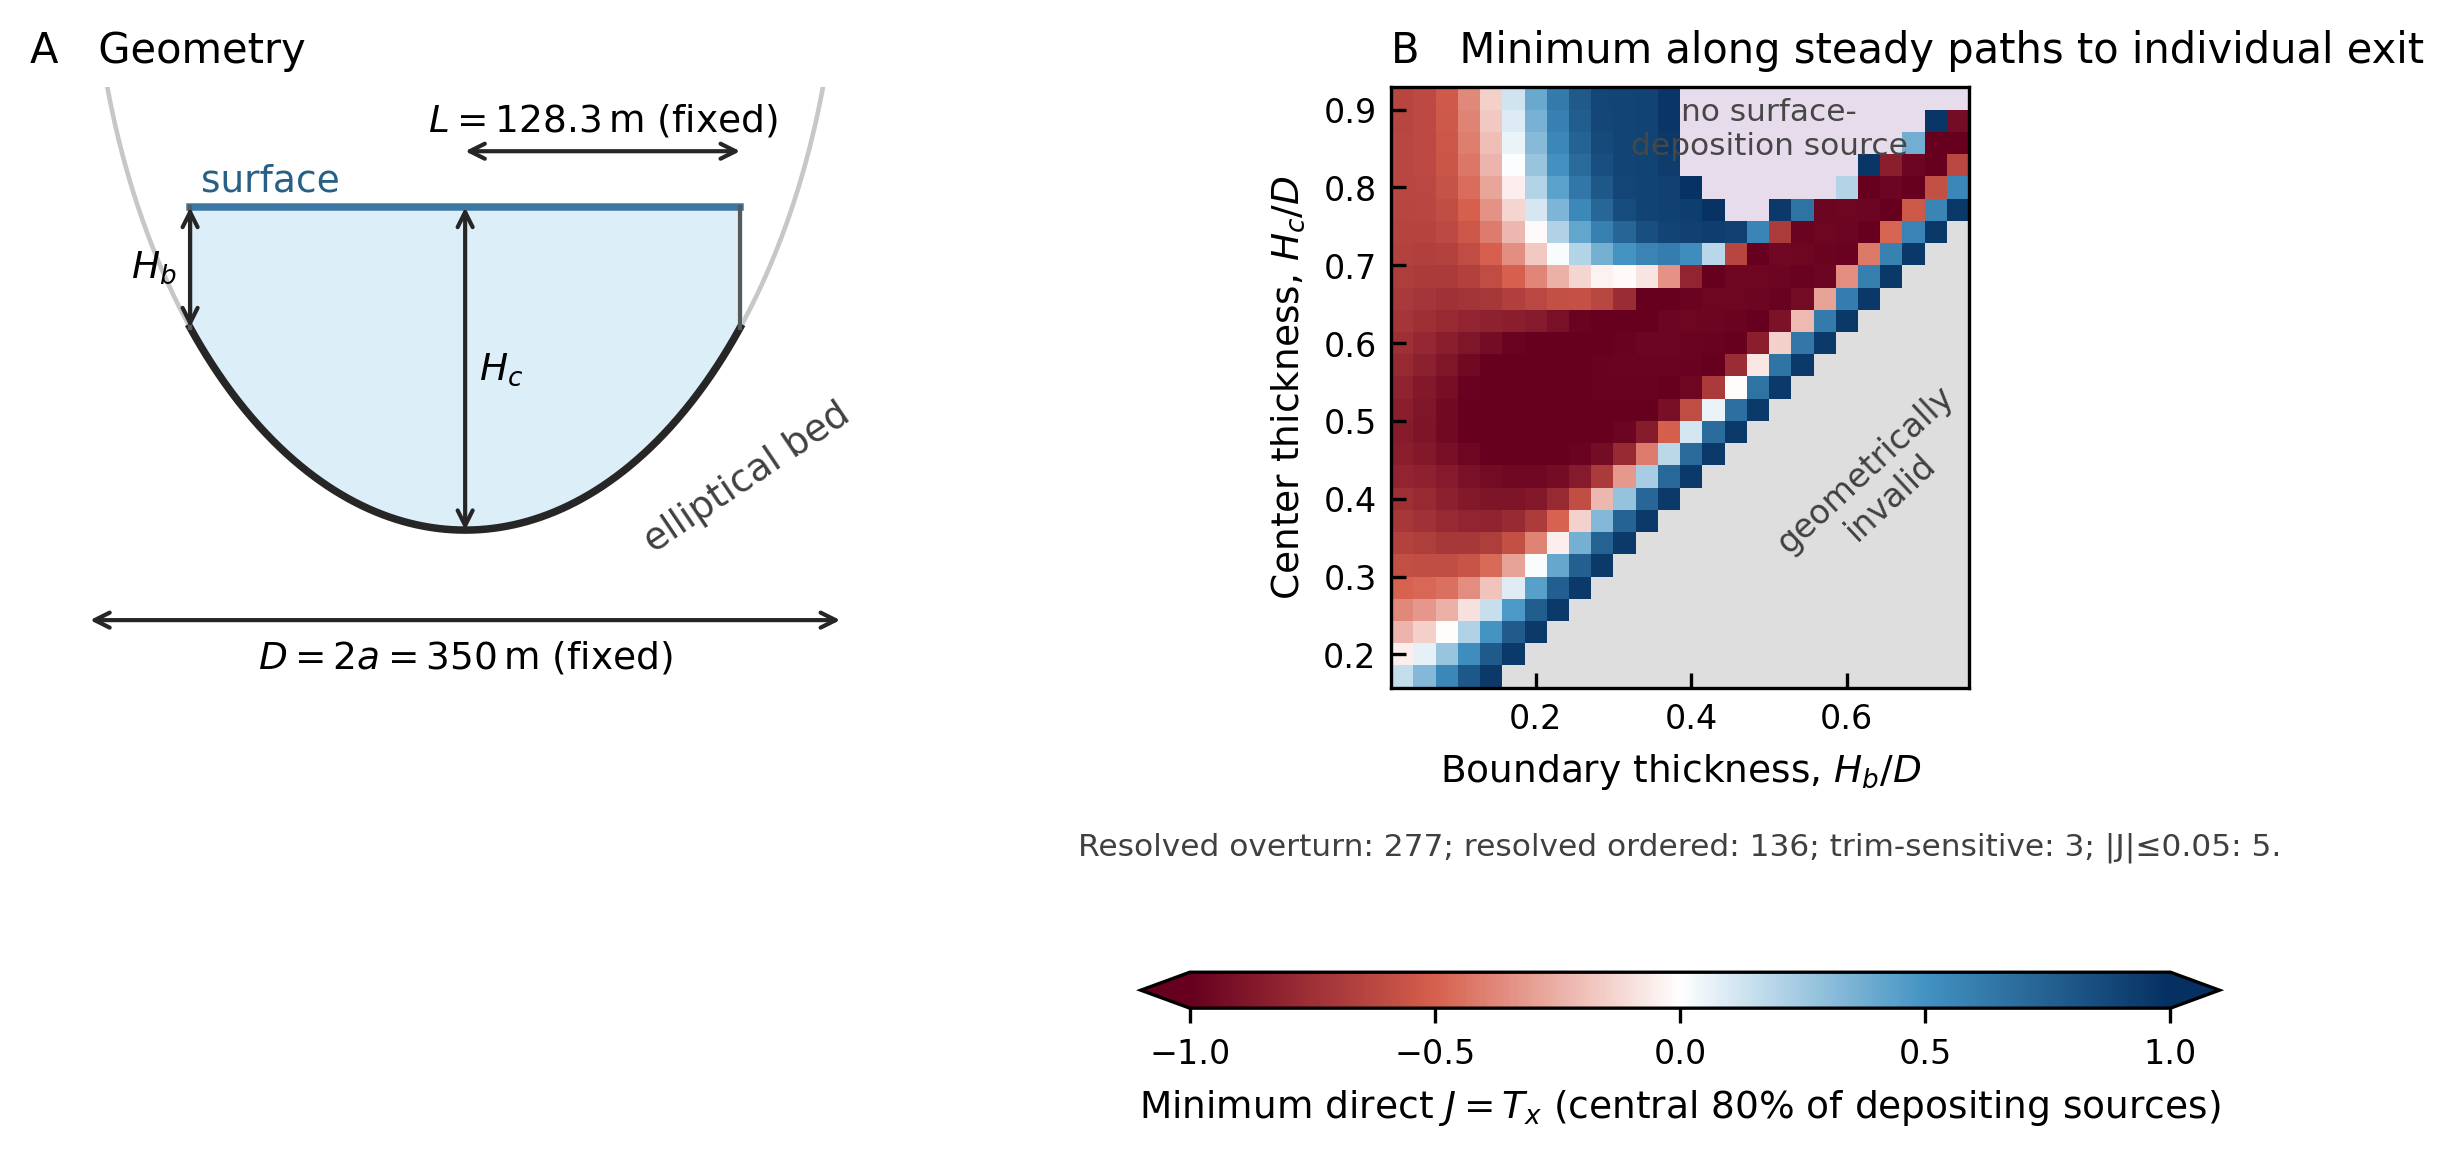 A Geometry
L = 128.3 m (fixed)
surface
H_b
H_c
elliptical bed
D = 2a = 350 m (fixed)
B Minimum along steady paths to individual exit
no surface-
deposition source
geometrically
invalid
0.9
0.8
0.7
0.6
0.5
0.4
0.3
0.2
Center thickness, H_c/D
0.2 0.4 0.6
Boundary thickness, H_b/D
Resolved overturn: 277; resolved ordered: 136; trim-sensitive: 3; |J|≤0.05: 5.
−1.0 −0.5 0.0 0.5 1.0
Minimum direct J = T_x (central 80% of depositing sources)